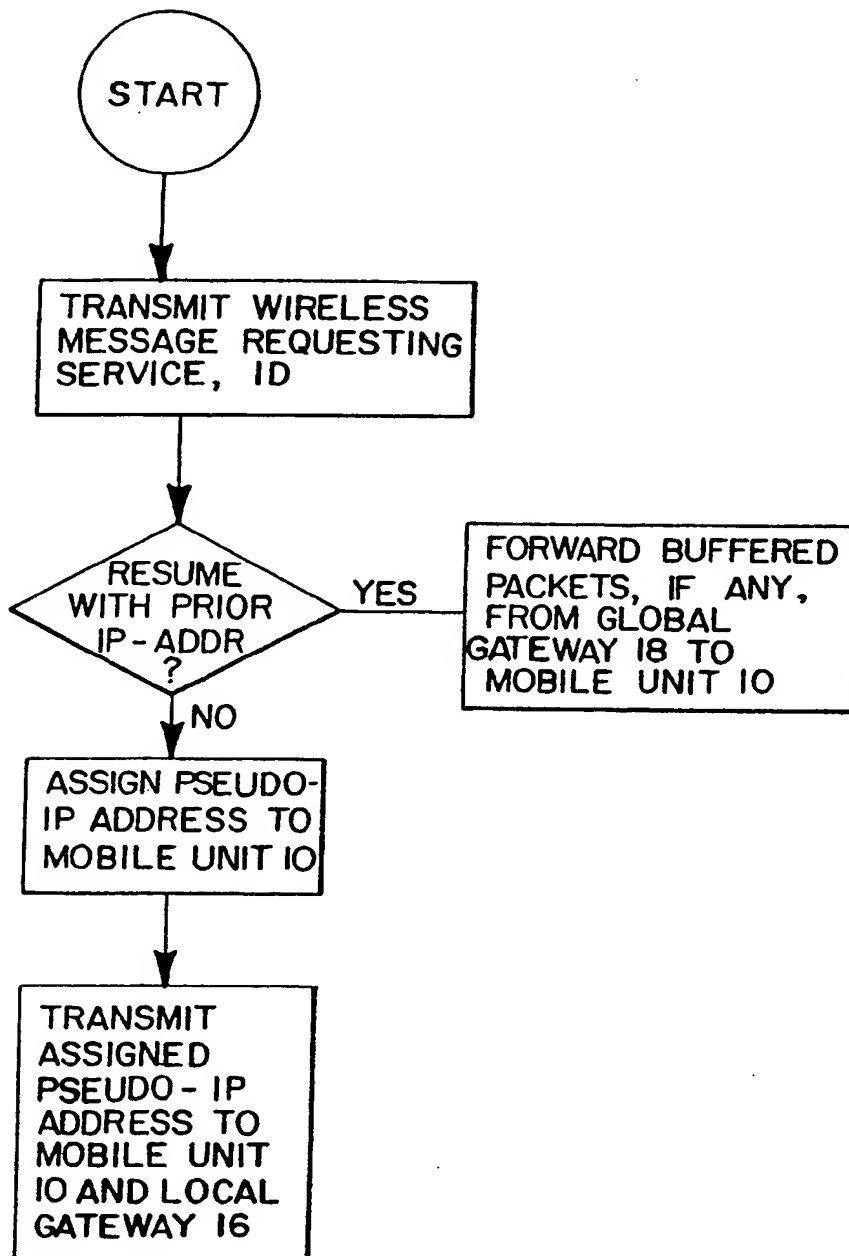 START
TRANSMIT WIRELESS
MESSAGE REQUESTING
SERVICE, ID
RESUME
WITH PRIOR
IP-ADDR
?
YES
FORWARD BUFFERED
PACKETS, IF ANY,
FROM GLOBAL
GATEWAY 18 TO
MOBILE UNIT 10
NO
ASSIGN PSEUDO-
IP ADDRESS TO
MOBILE UNIT 10
TRANSMIT
ASSIGNED
PSEUDO-IP
ADDRESS TO
MOBILE UNIT
10 AND LOCAL
GATEWAY 16